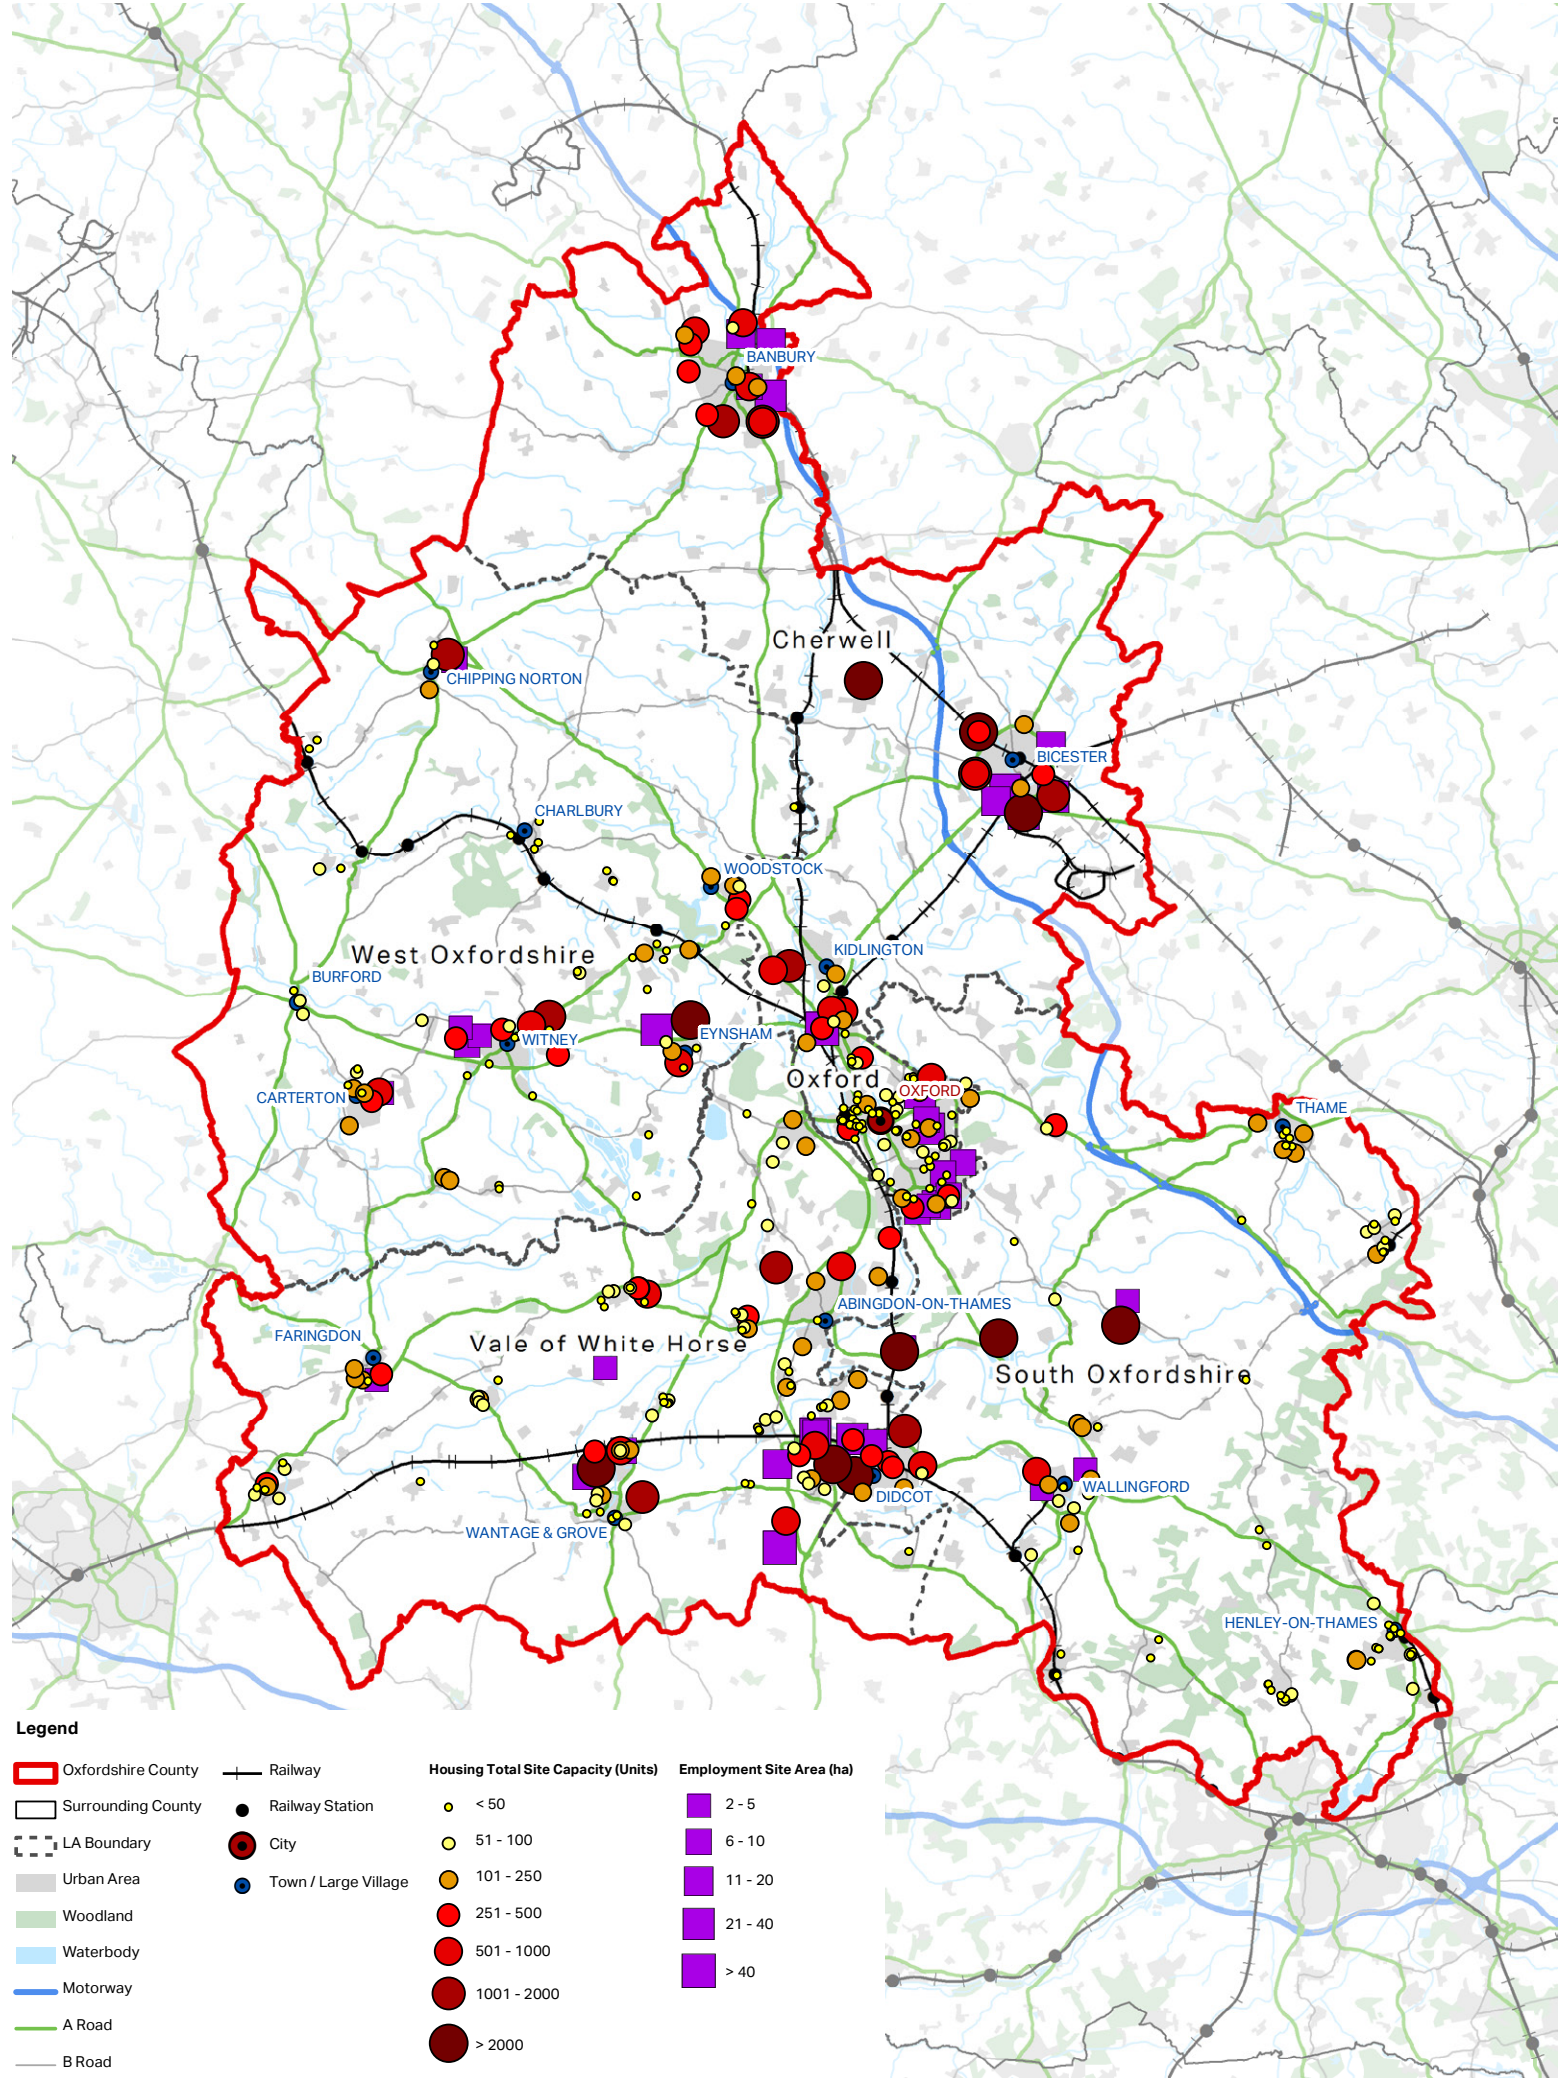 BANBURY
Cherwell
CHIPPING NORTON
BICESTER
CHARLBURY
WOODSTOCK
KIDLINGTON
West Oxfordshire
BURFORD
WITNEY
EYNSHAM
Oxford
OXFORD
CARTERTON
THAME
ABINGDON-ON-THAMES
FARINGDON
Vale of White Horse
South Oxfordshire
WALLINGFORD
DIDCOT
WANTAGE & GROVE
HENLEY-ON-THAMES
Legend
Oxfordshire County
Surrounding County
LA Boundary
Urban Area
Woodland
Waterbody
Motorway
A Road
B Road
Railway
Railway Station
City
Town / Large Village
Housing Total Site Capacity (Units)
< 50
51 - 100
101 - 250
251 - 500
501 - 1000
1001 - 2000
> 2000
Employment Site Area (ha)
2 - 5
6 - 10
11 - 20
21 - 40
> 40